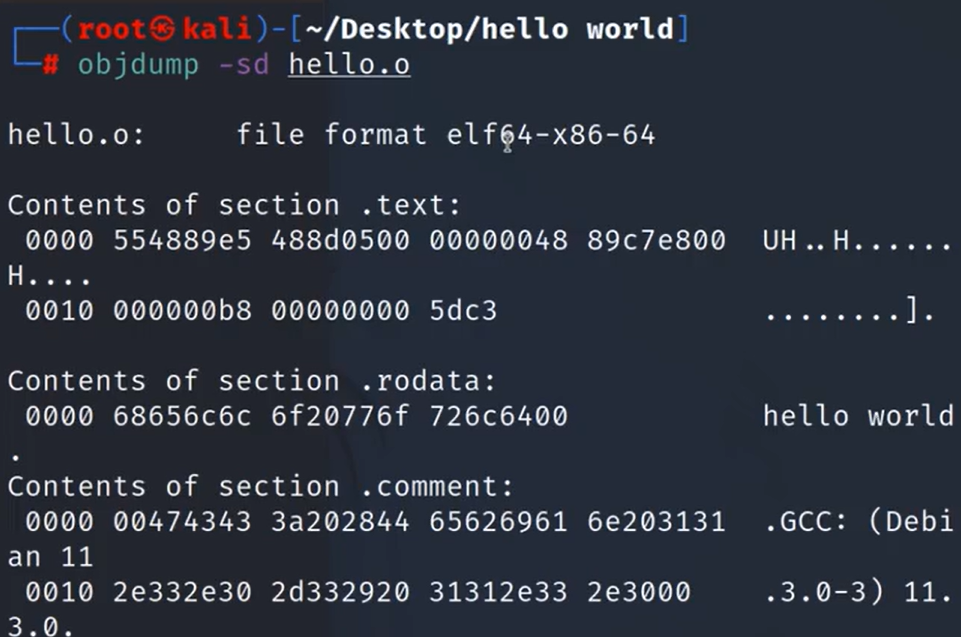 (root㉿kali)-[~/Desktop/hello world]
# objdump -sd hello.o
hello.o:     file format elf64-x86-64
Contents of section .text:
 0000 554889e5 488d0500 00000048 89c7e800  UH..H......
H....
 0010 000000b8 00000000 5dc3               ........].
Contents of section .rodata:
 0000 68656c6c 6f20776f 726c6400           hello world
.
Contents of section .comment:
 0000 00474343 3a202844 65626961 6e203131  .GCC: (Debi
an 11
 0010 2e332e30 2d332920 31312e33 2e3000    .3.0-3) 11.
3.0.